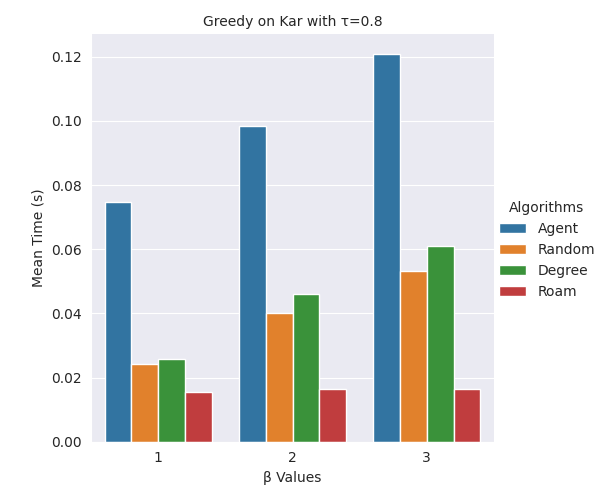 Greedy on Kar with τ=0.8
Mean Time (s)
0.12
0.10
0.08
0.06
0.04
0.02
0.00
1
2
3
β Values
Algorithms
Agent
Random
Degree
Roam